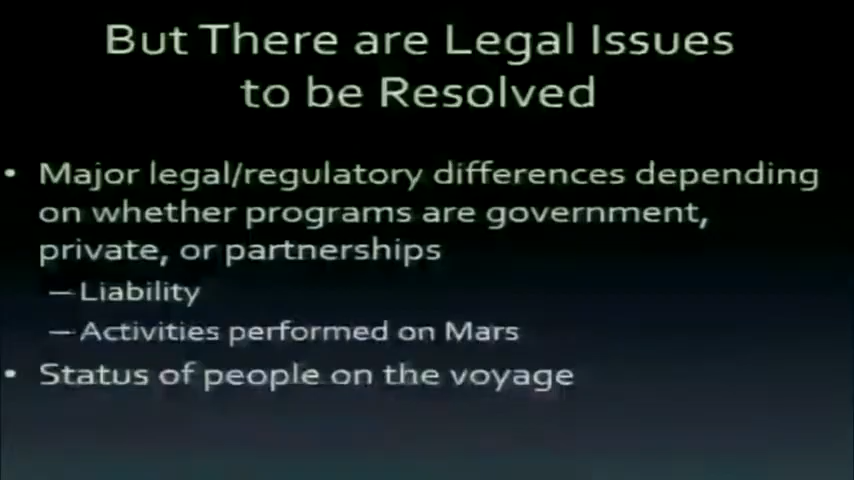 But There are Legal Issues
to be Resolved
• Major legal/regulatory differences depending
on whether programs are government,
private, or partnerships
– Liability
– Activities performed on Mars
• Status of people on the voyage